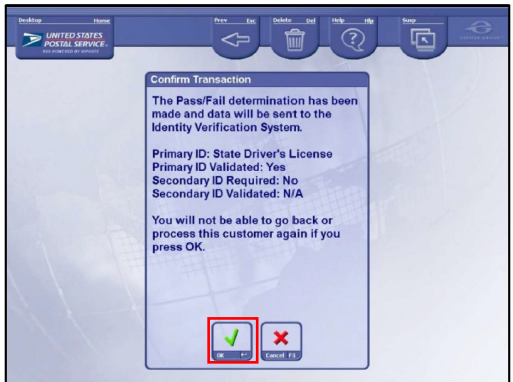 Desktop Home
Prev Esc
Delete Del
Help Hlp
Susp
UNITED STATES
POSTAL SERVICE
Confirm Transaction
The Pass/Fail determination has been
made and data will be sent to the
Identity Verification System.
Primary ID: State Driver's License
Primary ID Validated: Yes
Secondary ID Required: No
Secondary ID Validated: N/A
You will not be able to go back or
process this customer again if you
press OK.
OK
Cancel F8